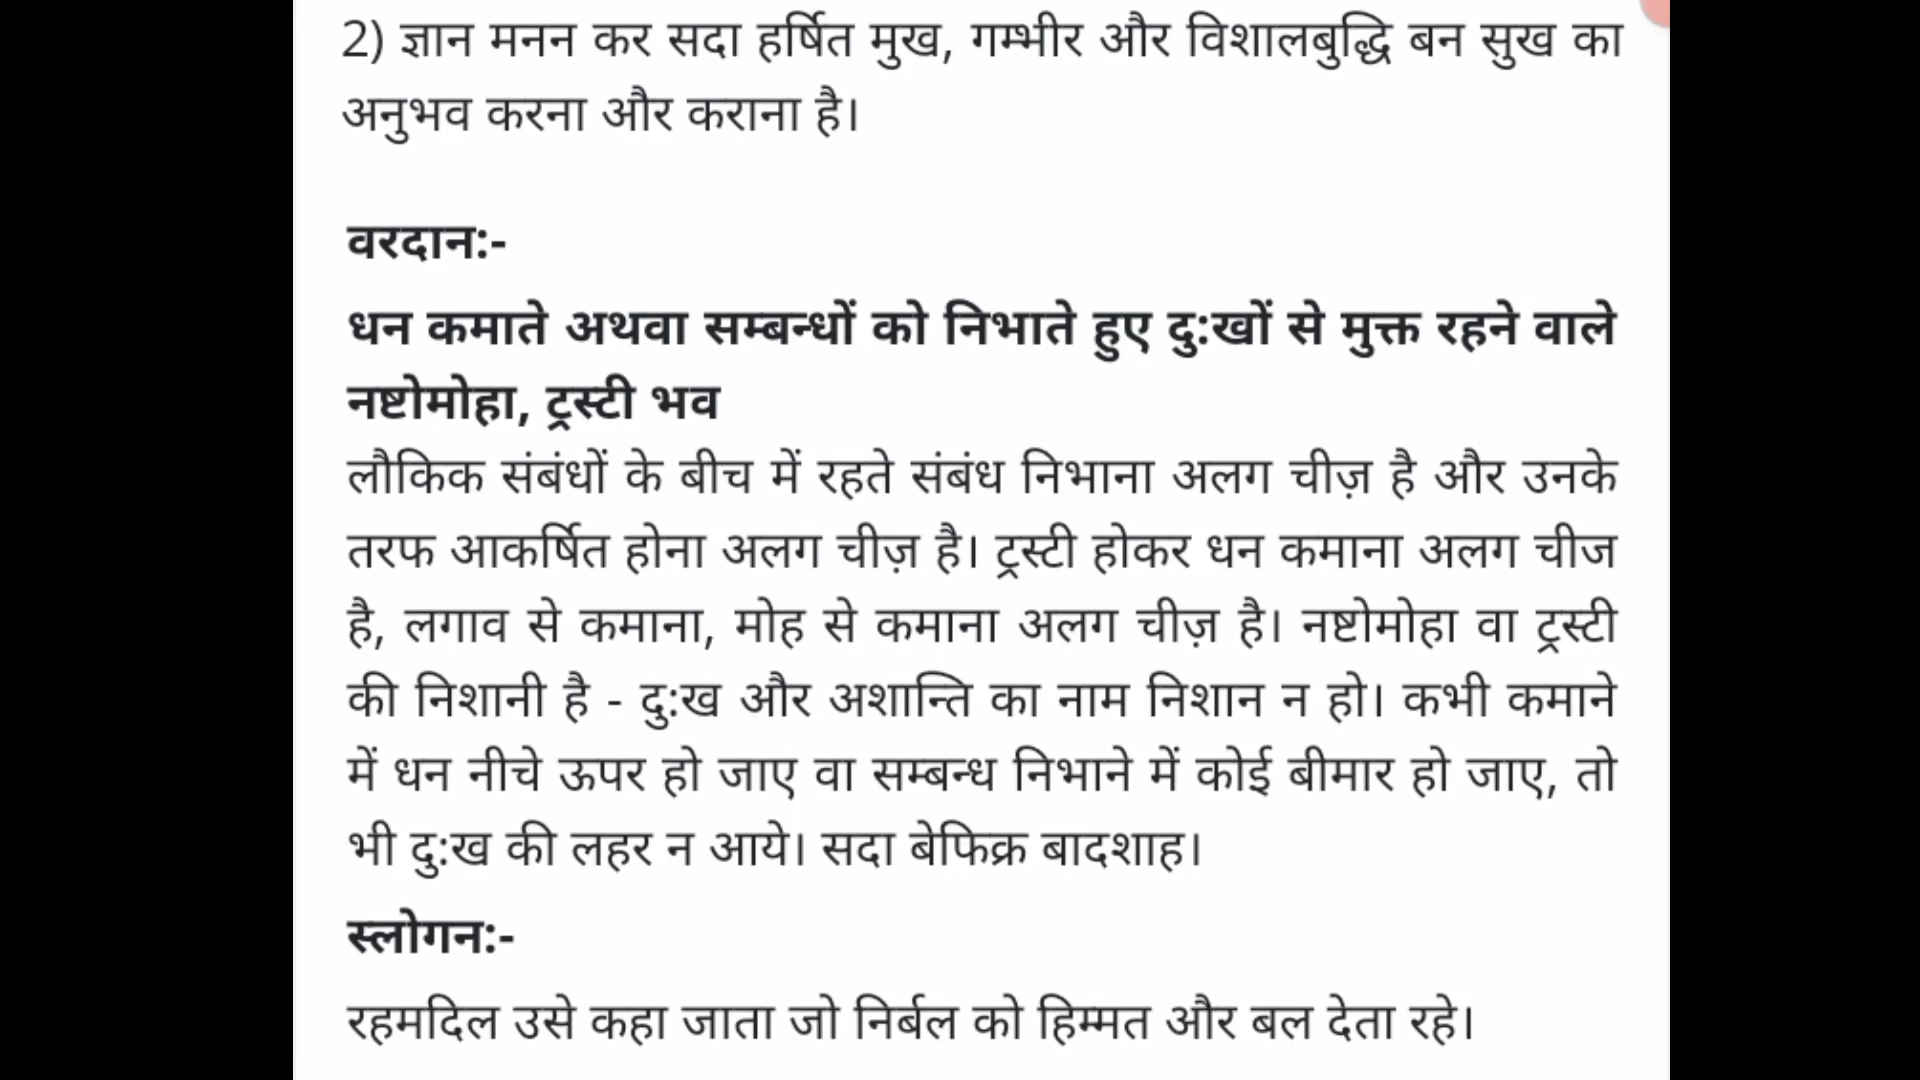 2) ज्ञान मनन कर सदा हर्षित मुख, गम्भीर और विशालबुद्धि बन सुख का
अनुभव करना और कराना है।
वरदान:-
धन कमाते अथवा सम्बन्धों को निभाते हुए दु:खों से मुक्त रहने वाले
नष्टोमोहा, ट्रस्टी भव
लौकिक संबंधों के बीच में रहते संबंध निभाना अलग चीज़ है और उनके
तरफ आकर्षित होना अलग चीज़ है। ट्रस्टी होकर धन कमाना अलग चीज
है, लगाव से कमाना, मोह से कमाना अलग चीज़ है। नष्टोमोहा वा ट्रस्टी
की निशानी है - दु:ख और अशान्ति का नाम निशान न हो। कभी कमाने
में धन नीचे ऊपर हो जाए वा सम्बन्ध निभाने में कोई बीमार हो जाए, तो
भी दु:ख की लहर न आये। सदा बेफिक्र बादशाह।
स्लोगन:-
रहमदिल उसे कहा जाता जो निर्बल को हिम्मत और बल देता रहे।